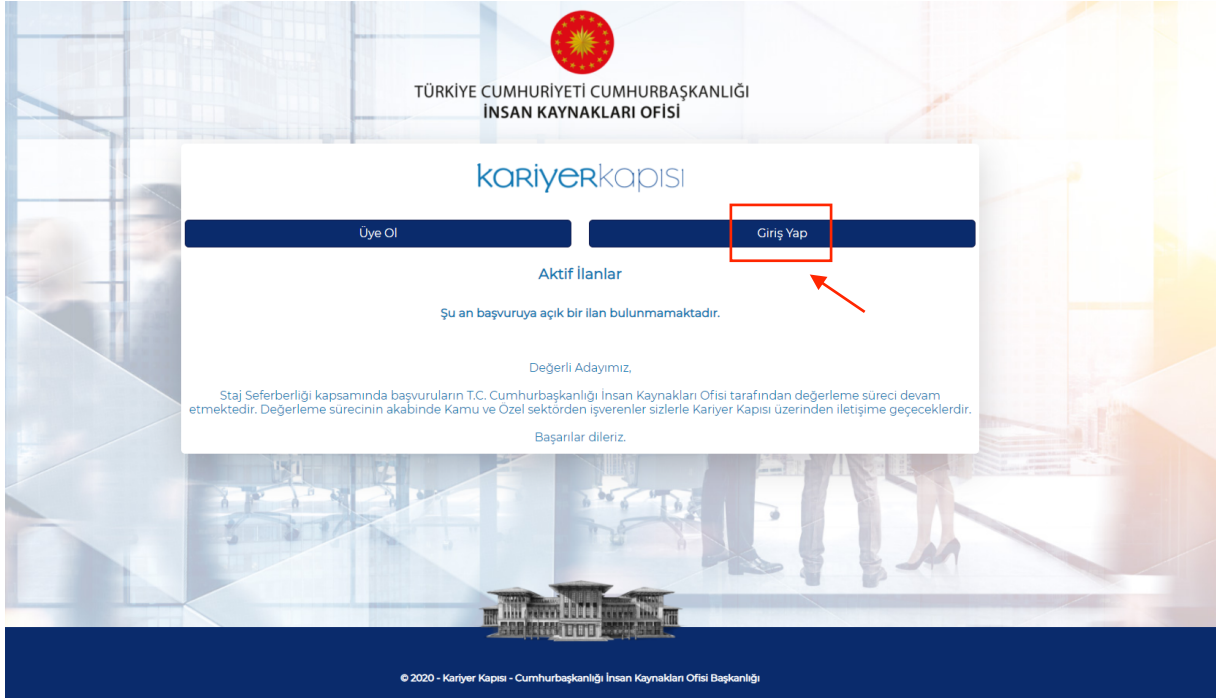 TÜRKİYE CUMHURİYETİ CUMHURBAŞKANLIĞI
İNSAN KAYNAKLARI OFİSİ
kariyerkapısı
Üye Ol
Giriş Yap
Aktif İlanlar
Şu an başvuruya açık bir ilan bulunmamaktadır.
Değerli Adayımız,
Staj Seferberliği kapsamında başvuruların T.C. Cumhurbaşkanlığı İnsan Kaynakları Ofisi tarafından değerleme süreci devam
etmektedir. Değerleme sürecinin akabinde Kamu ve Özel sektörden işverenler sizlerle Kariyer Kapısı üzerinden iletişime geçeceklerdir.
Başarılar dileriz.
© 2020 - Kariyer Kapısı - Cumhurbaşkanlığı İnsan Kaynakları Ofisi Başkanlığı